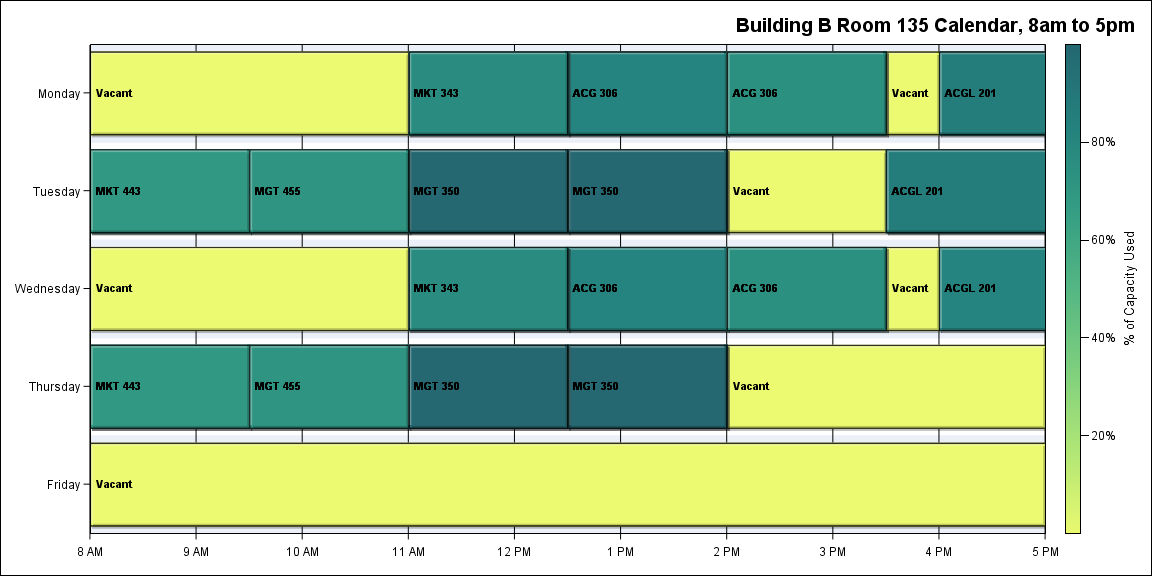 Building B Room 135 Calendar, 8am to 5pm
Monday
Vacant
MKT 343
ACG 306
ACG 306
Vacant
ACGL 201
Tuesday
MKT 443
MGT 455
MGT 350
MGT 350
Vacant
ACGL 201
Wednesday
Vacant
MKT 343
ACG 306
ACG 306
Vacant
ACGL 201
Thursday
MKT 443
MGT 455
MGT 350
MGT 350
Vacant
Friday
Vacant
8 AM
9 AM
10 AM
11 AM
12 PM
1 PM
2 PM
3 PM
4 PM
5 PM
80%
60%
40%
20%
% of Capacity Used